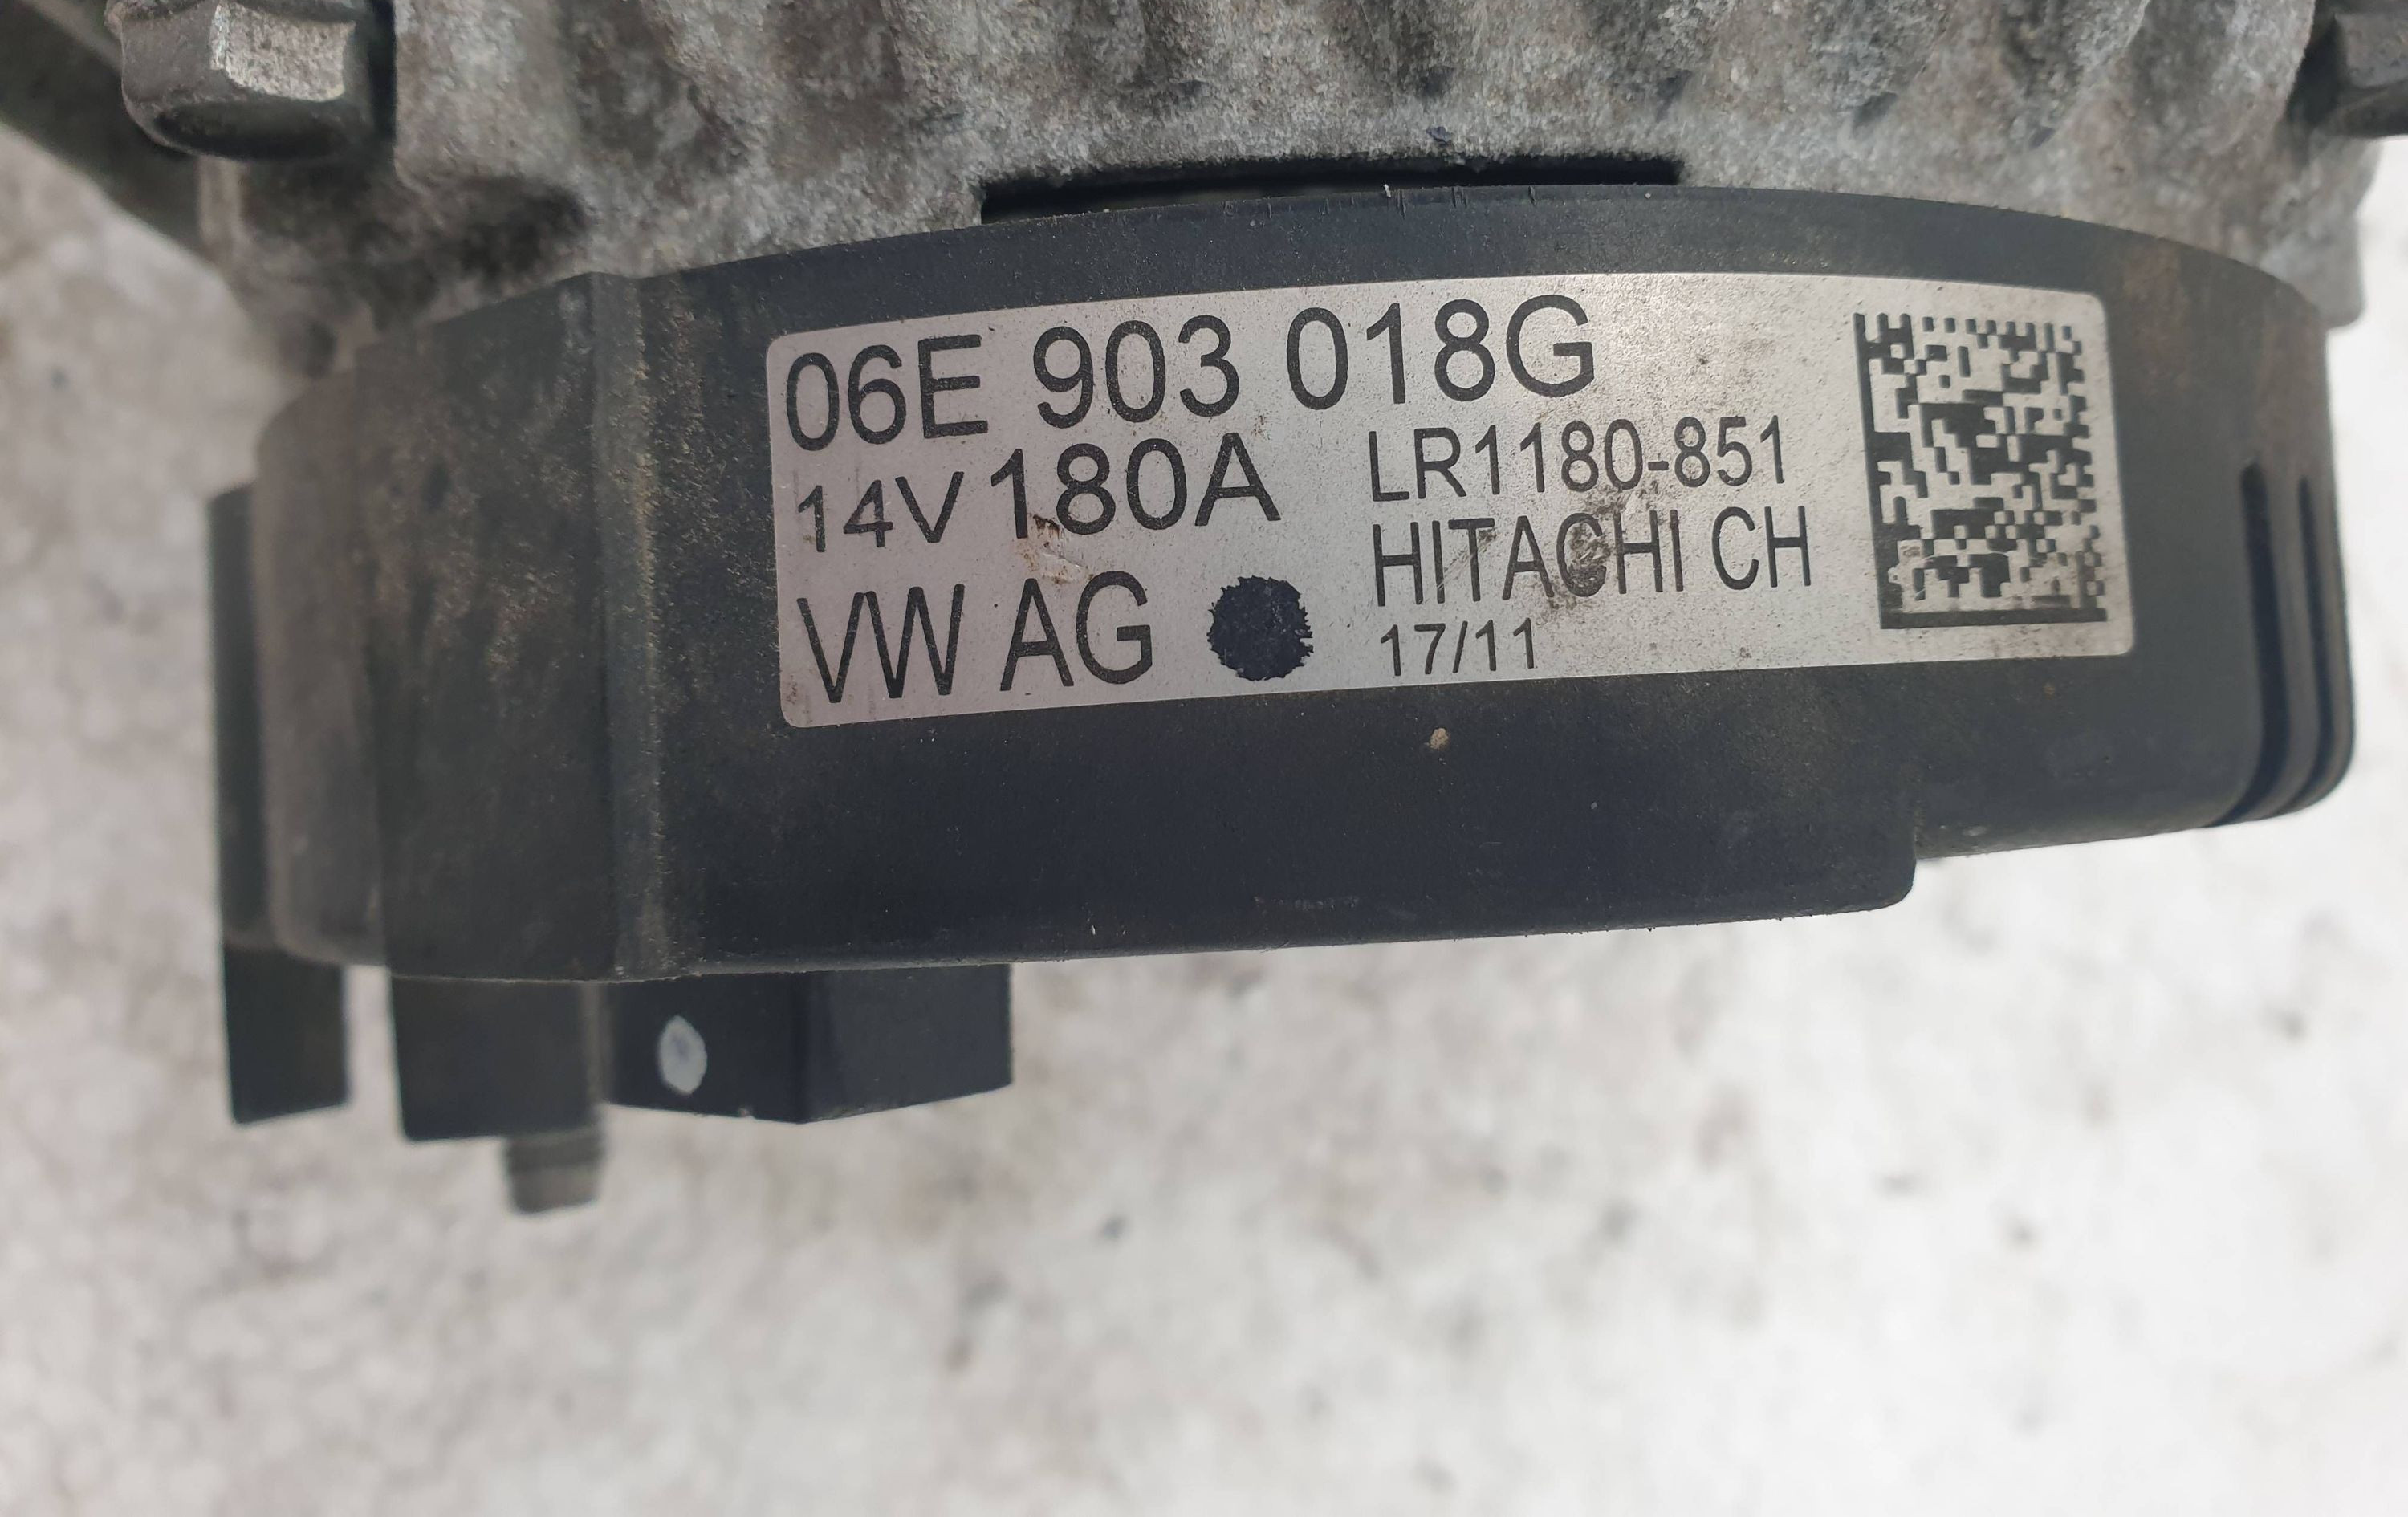 06E 903 018G
14V 180A LR1180-851
VW AG HITACHI CH
17/11